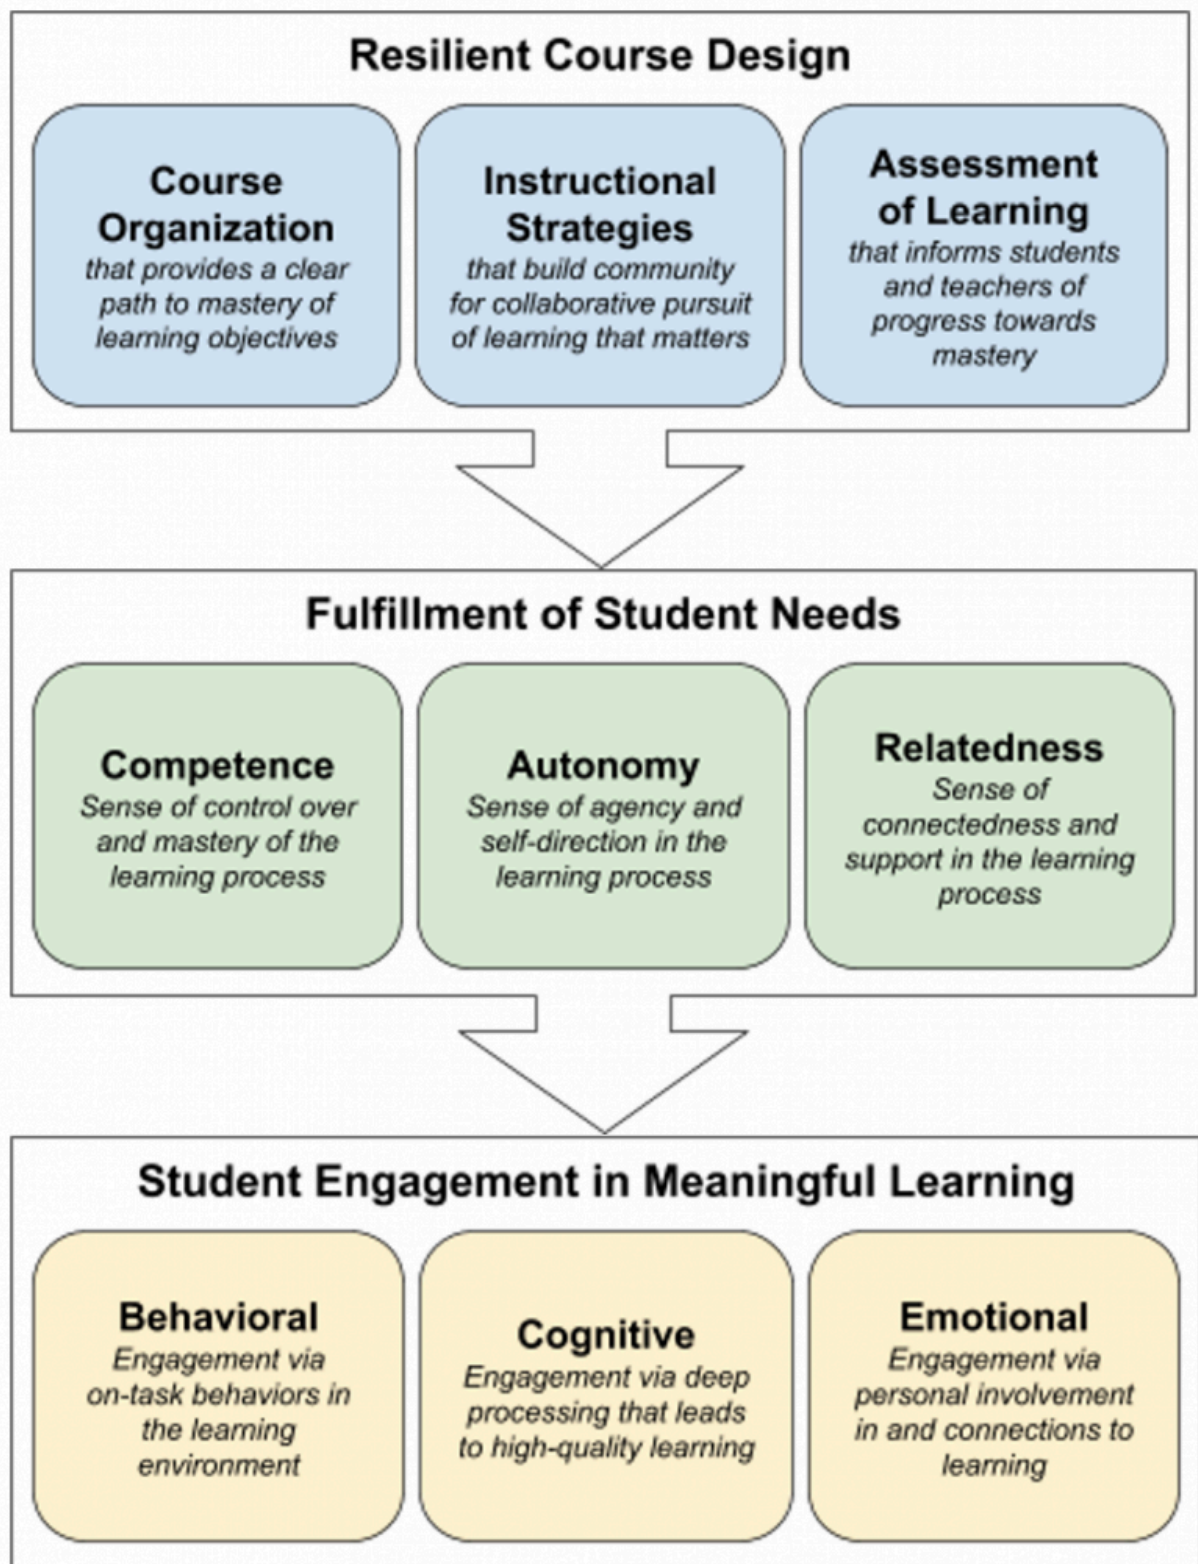 Resilient Course Design
Course
Organization
that provides a clear
path to mastery of
learning objectives
Instructional
Strategies
that build community
for collaborative pursuit
of learning that matters
Assessment
of Learning
that informs students
and teachers of
progress towards
mastery
Fulfillment of Student Needs
Competence
Sense of control over
and mastery of the
learning process
Autonomy
Sense of agency and
self-direction in the
learning process
Relatedness
Sense of
connectedness and
support in the learning
process
Student Engagement in Meaningful Learning
Behavioral
Engagement via
on-task behaviors in
the learning
environment
Cognitive
Engagement via deep
processing that leads
to high-quality learning
Emotional
Engagement via
personal involvement
in and connections to
learning